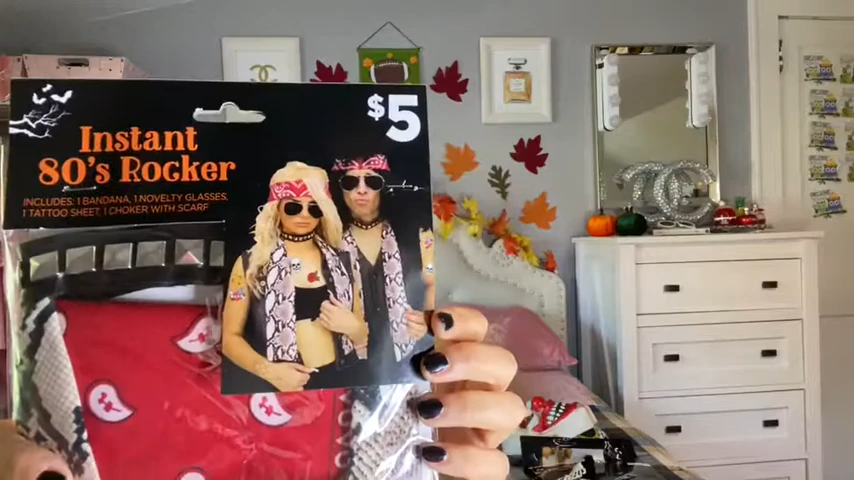 $5
INSTANT
80'S ROCKER
INCLUDES: 1 BANDANA, 1 NOVELTY GLASSES,
1 TATTOO SHEET, 1 CHOKER WITH SCARF